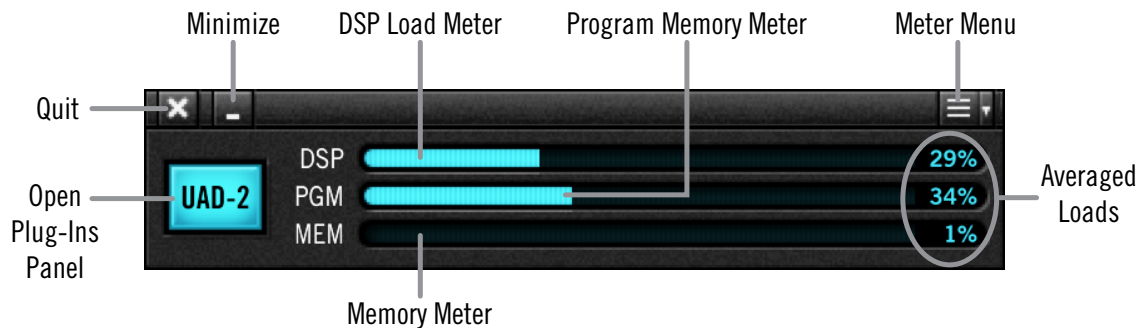 Minimize
DSP Load Meter
Program Memory Meter
Meter Menu
Quit
Open
Plug-Ins
Panel
UAD-2
DSP
29%
PGM
34%
MEM
1%
Averaged
Loads
Memory Meter